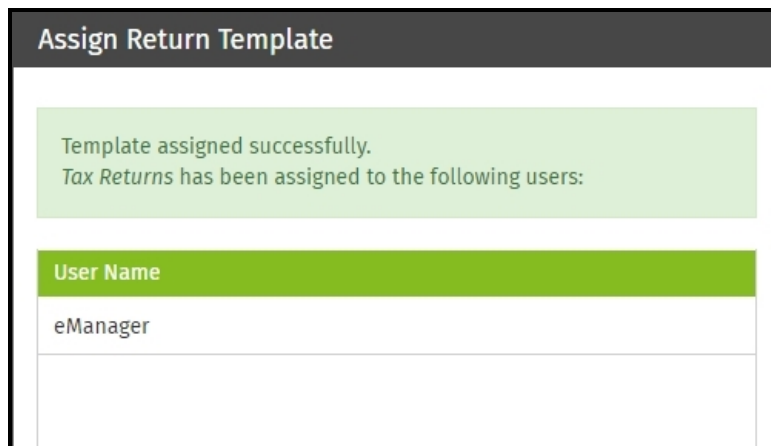 Assign Return Template
Template assigned successfully.
Tax Returns has been assigned to the following users:
User Name
eManager